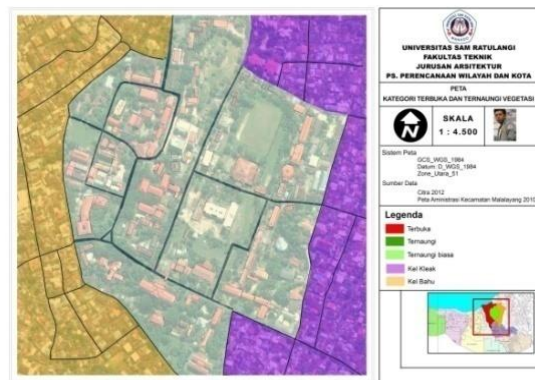 UNIVERSITAS SAM RATULANGI
FAKULTAS TEKNIK
JURUSAN ARSITEKTUR
PS. PERENCANAAN WILAYAH DAN KOTA
PETA
KATEGORI TERBUKA DAN TERNAUNGI VEGETASI
N
SKALA
1 : 4.500
Sistem Peta
GCS_WGS_1984
Datum: D_WGS_1984
Zone_Utara_51
Sumber Data
Citra 2012
Peta Aministrasi Kecamatan Malalayang 2010
Legenda
Terbuka
Ternaungi
Ternaungi biasa
Kel Kleak
Kel Bahu